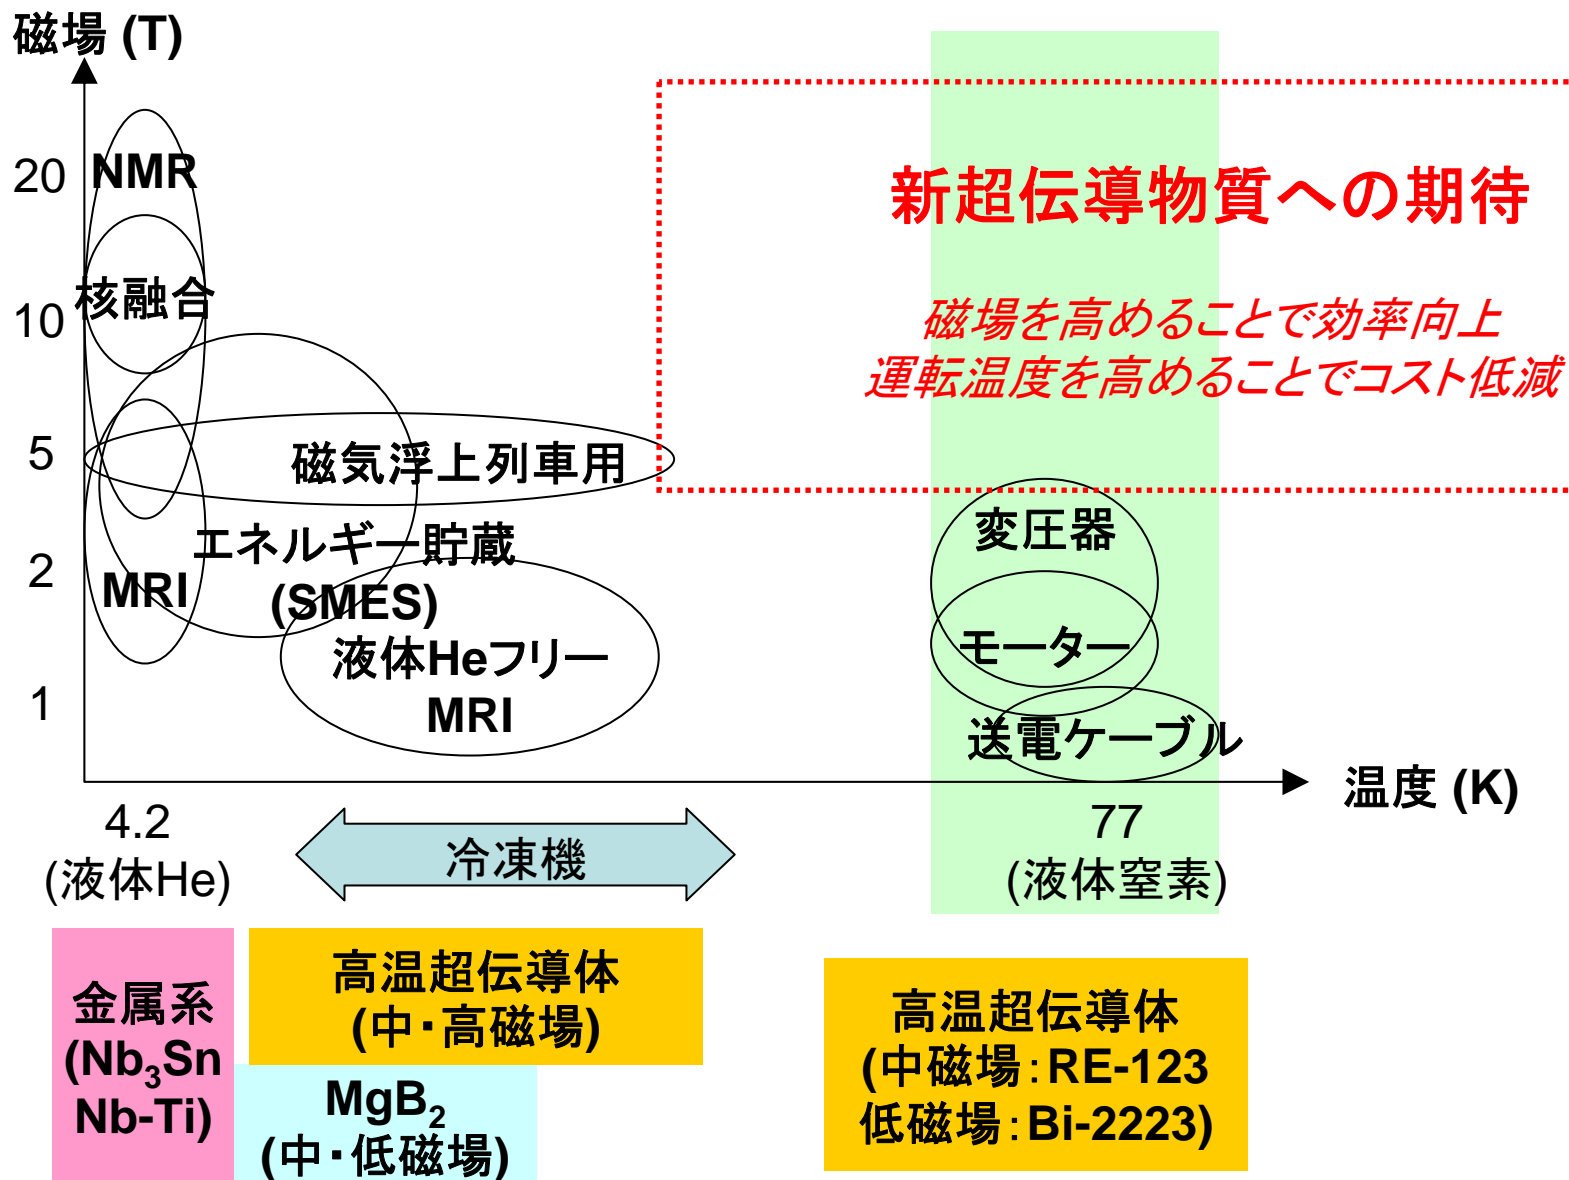 磁場 (T)
20
10
5
2
1
NMR
核融合
磁気浮上列車用
エネルギー貯蔵
(SMES)
MRI
液体Heフリー
MRI
新超伝導物質への期待
磁場を高めることで効率向上
運転温度を高めることでコスト低減
変圧器
モーター
送電ケーブル
温度 (K)
4.2
(液体He)
冷凍機
77
(液体窒素)
金属系
(Nb₃Sn
Nb-Ti)
高温超伝導体
(中・高磁場)
MgB₂
(中・低磁場)
高温超伝導体
(中磁場：RE-123
低磁場：Bi-2223)